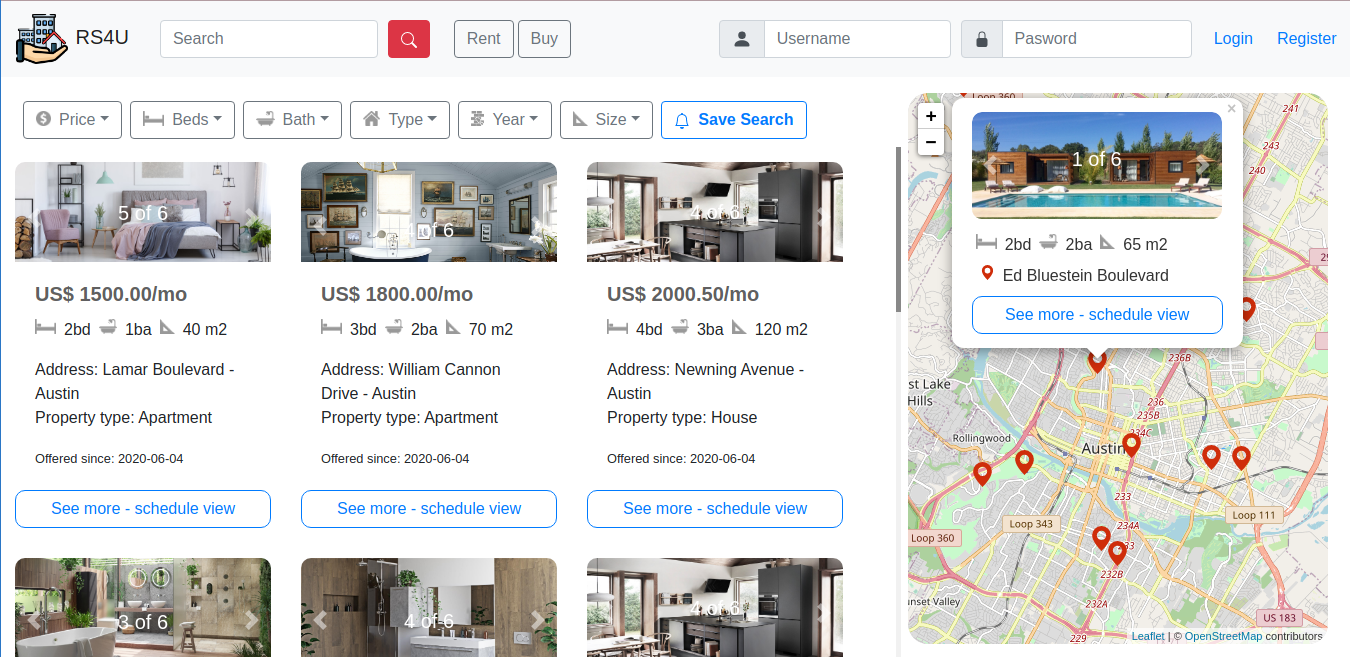 RS4U
Search
Rent
Buy
Username
Pasword
Login
Register
Price
Beds
Bath
Type
Year
Size
Save Search
5 of 6
of 6
4 of 6
US$ 1500.00/mo
2bd 1ba 40 m2
Address: Lamar Boulevard -
Austin
Property type: Apartment
Offered since: 2020-06-04
See more - schedule view
US$ 1800.00/mo
3bd 2ba 70 m2
Address: William Cannon
Drive - Austin
Property type: Apartment
Offered since: 2020-06-04
See more - schedule view
US$ 2000.50/mo
4bd 3ba 120 m2
Address: Newning Avenue -
Austin
Property type: House
Offered since: 2020-06-04
See more - schedule view
3 of 6
4 of 6
4 of 6
+
−
Loop 360
×
1 of 6
2bd 2ba 65 m2
Ed Bluestein Boulevard
See more - schedule view
241
243
240
236B
st Lake
Hills
236
235B
234C
Rollingwood
Austin
233
Loop 111
Loop 343
234A
Loop 360
33
232B
unset Valley
232A
US 183
229
Leaflet | © OpenStreetMap contributors